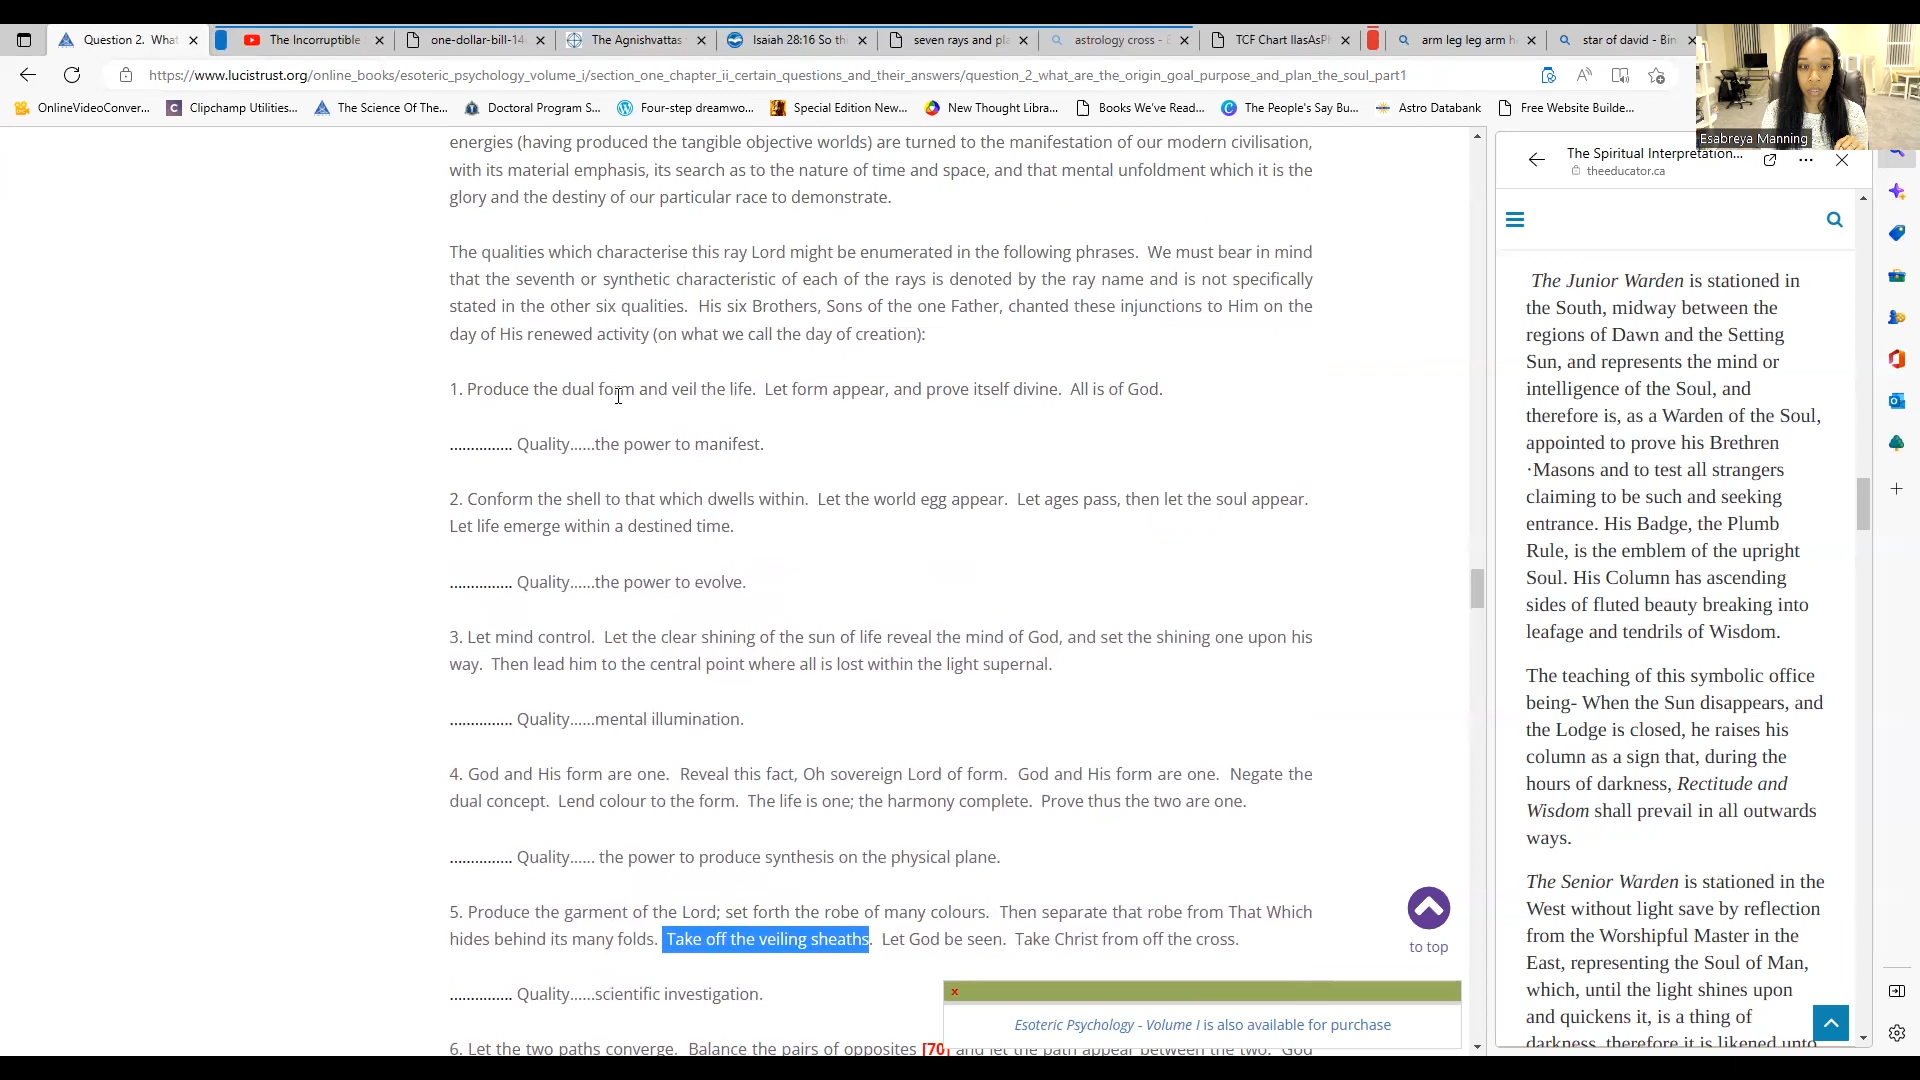 Question 2. What
The Incorruptible
one-dollar-bill-14
The Agnishvattas
Isaiah 28:16 So th
seven rays and pla
astrology cross - B
TCF Chart IlasAsP
arm leg leg arm h
star of david - Bin
https://www.lucistrust.org/online_books/esoteric_psychology_volume_i/section_one_chapter_ii_certain_questions_and_their_answers/question_2_what_are_the_origin_goal_purpose_and_plan_the_soul_part1
OnlineVideoConver...
Clipchamp Utilities...
The Science Of The...
Doctoral Program S...
Four-step dreamwo...
Special Edition New...
New Thought Libra...
Books We've Read...
The People's Say Bu...
Astro Databank
Free Website Builde...
Esabreya Manning
energies (having produced the tangible objective worlds) are turned to the manifestation of our modern civilisation,
with its material emphasis, its search as to the nature of time and space, and that mental unfoldment which it is the
glory and the destiny of our particular race to demonstrate.
The qualities which characterise this ray Lord might be enumerated in the following phrases. We must bear in mind
that the seventh or synthetic characteristic of each of the rays is denoted by the ray name and is not specifically
stated in the other six qualities. His six Brothers, Sons of the one Father, chanted these injunctions to Him on the
day of His renewed activity (on what we call the day of creation):
1. Produce the dual form and veil the life. Let form appear, and prove itself divine. All is of God.
............... Quality......the power to manifest.
2. Conform the shell to that which dwells within. Let the world egg appear. Let ages pass, then let the soul appear.
Let life emerge within a destined time.
............... Quality......the power to evolve.
3. Let mind control. Let the clear shining of the sun of life reveal the mind of God, and set the shining one upon his
way. Then lead him to the central point where all is lost within the light supernal.
............... Quality......mental illumination.
4. God and His form are one. Reveal this fact, Oh sovereign Lord of form. God and His form are one. Negate the
dual concept. Lend colour to the form. The life is one; the harmony complete. Prove thus the two are one.
............... Quality...... the power to produce synthesis on the physical plane.
5. Produce the garment of the Lord; set forth the robe of many colours. Then separate that robe from That Which
hides behind its many folds. Take off the veiling sheaths. Let God be seen. Take Christ from off the cross.
............... Quality......scientific investigation.
6. Let the two paths converge. Balance the pairs of opposites [70] and let the path appear between the two. God
to top
x
Esoteric Psychology - Volume I is also available for purchase
The Spiritual Interpretation...
theeducator.ca
The Junior Warden is stationed in
the South, midway between the
regions of Dawn and the Setting
Sun, and represents the mind or
intelligence of the Soul, and
therefore is, as a Warden of the Soul,
appointed to prove his Brethren
·Masons and to test all strangers
claiming to be such and seeking
entrance. His Badge, the Plumb
Rule, is the emblem of the upright
Soul. His Column has ascending
sides of fluted beauty breaking into
leafage and tendrils of Wisdom.
The teaching of this symbolic office
being- When the Sun disappears, and
the Lodge is closed, he raises his
column as a sign that, during the
hours of darkness, Rectitude and
Wisdom shall prevail in all outwards
ways.
The Senior Warden is stationed in the
West without light save by reflection
from the Worshipful Master in the
East, representing the Soul of Man,
which, until the light shines upon
and quickens it, is a thing of
darkness, therefore it is likened unto